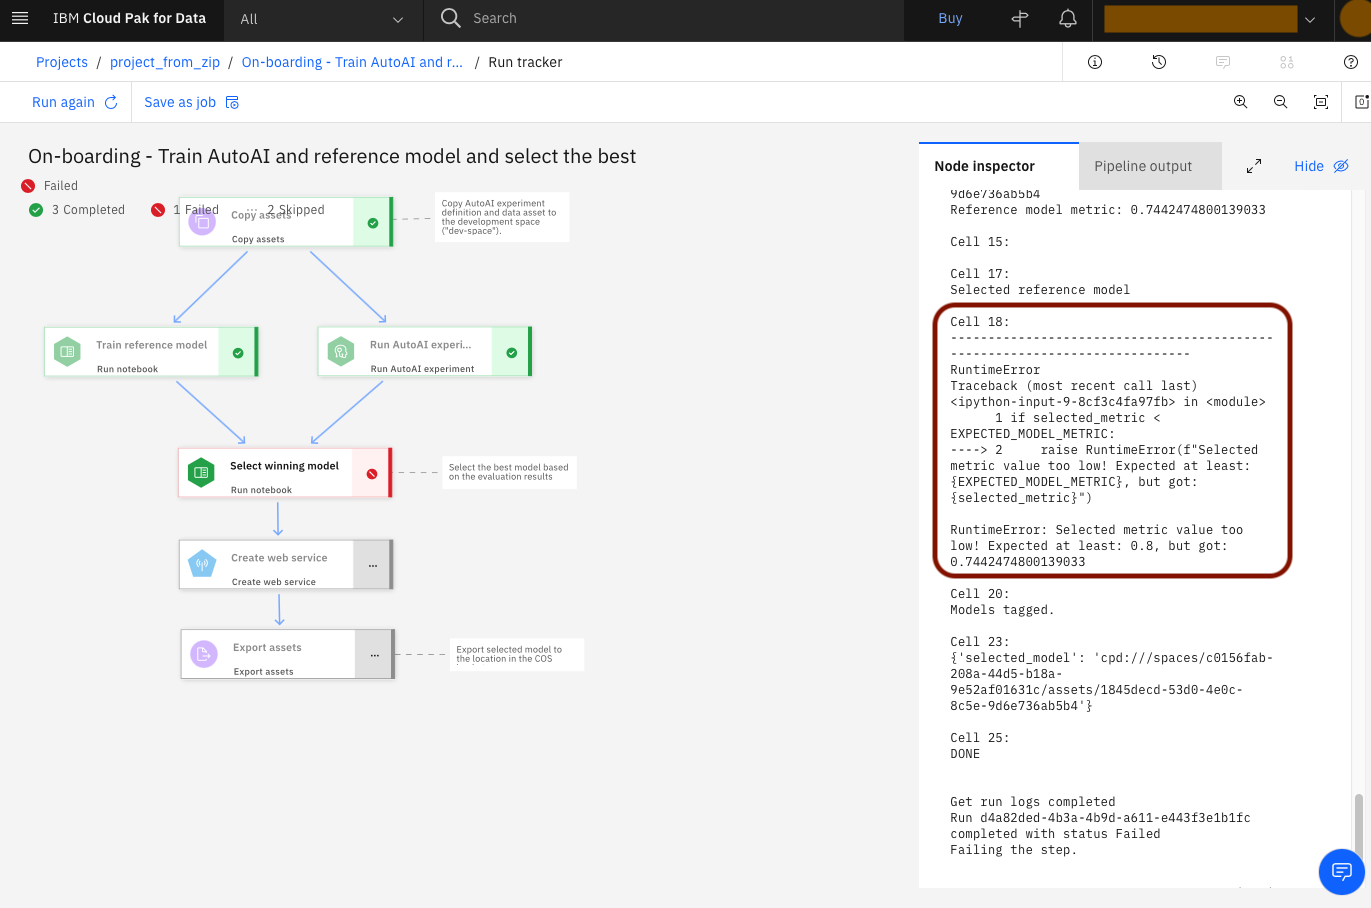 IBM Cloud Pak for Data
All
Search
Buy
Projects / project_from_zip / On-boarding - Train AutoAI and r... / Run tracker
Run again
Save as job
On-boarding - Train AutoAI and reference model and select the best
Failed
3 Completed
1 Failed
2 Skipped
Copy assets
Copy assets
Copy AutoAI experiment
definition and data asset to
the development space
("dev-space").
Train reference model
Run notebook
Run AutoAI experi...
Run AutoAI experiment
Select winning model
Run notebook
Select the best model based
on the evaluation results
Create web service
Create web service
Export assets
Export assets
Export selected model to
the location in the COS
Node inspector
Pipeline output
Hide
9d6e736ab5b4
Reference model metric: 0.7442474800139033
Cell 15:
Cell 17:
Selected reference model
Cell 18:
-------------------------------------------
--------------------------------
RuntimeError
Traceback (most recent call last)
<ipython-input-9-8cf3c4fa97fb> in <module>
1 if selected_metric <
EXPECTED_MODEL_METRIC:
----> 2 raise RuntimeError(f"Selected
metric value too low! Expected at least:
{EXPECTED_MODEL_METRIC}, but got:
{selected_metric}")
RuntimeError: Selected metric value too
low! Expected at least: 0.8, but got:
0.7442474800139033
Cell 20:
Models tagged.
Cell 23:
{'selected_model': 'cpd:///spaces/c0156fab-
208a-44d5-b18a-
9e52af01631c/assets/1845decd-53d0-4e0c-
8c5e-9d6e736ab5b4'}
Cell 25:
DONE
Get run logs completed
Run d4a82ded-4b3a-4b9d-a611-e443f3e1b1fc
completed with status Failed
Failing the step.